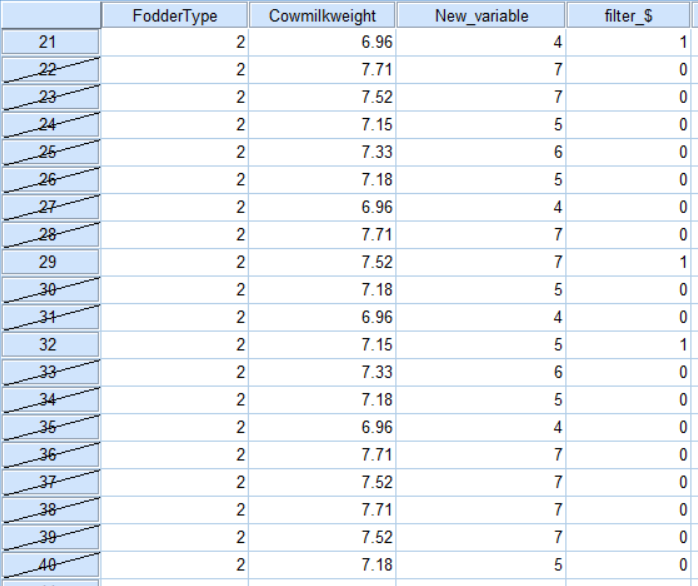 FodderType Cowmilkweight New_variable filter_$
21 2 6.96 4 1
22 2 7.71 7 0
23 2 7.52 7 0
24 2 7.15 5 0
25 2 7.33 6 0
26 2 7.18 5 0
27 2 6.96 4 0
28 2 7.71 7 0
29 2 7.52 7 1
30 2 7.18 5 0
31 2 6.96 4 0
32 2 7.15 5 1
33 2 7.33 6 0
34 2 7.18 5 0
35 2 6.96 4 0
36 2 7.71 7 0
37 2 7.52 7 0
38 2 7.71 7 0
39 2 7.52 7 0
40 2 7.18 5 0